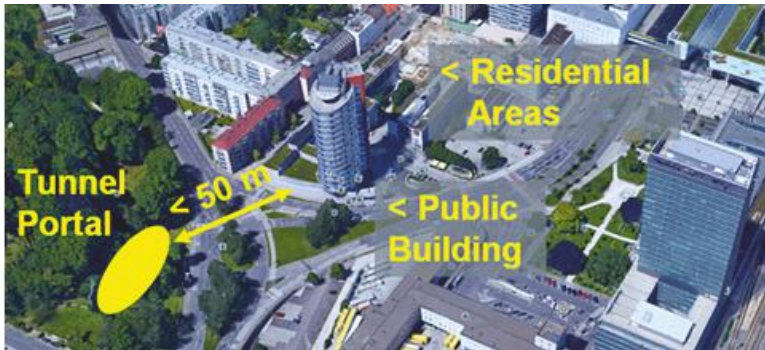 < Residential
Areas
Tunnel
Portal
< 50 m
< Public
Building